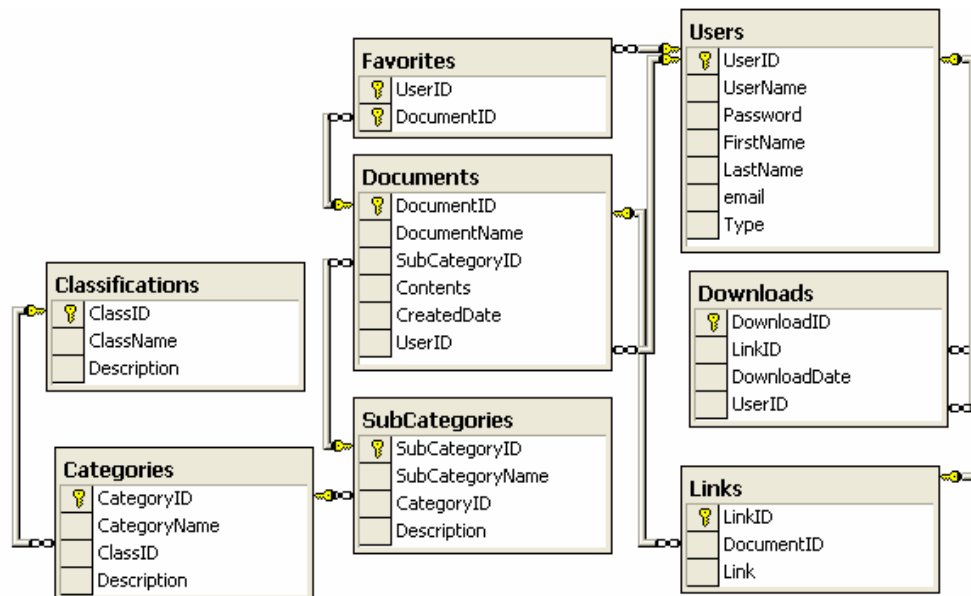 Favorites
UserID
DocumentID
Documents
DocumentID
DocumentName
SubCategoryID
Contents
CreatedDate
UserID
Classifications
ClassID
ClassName
Description
Categories
CategoryID
CategoryName
ClassID
Description
SubCategories
SubCategoryID
SubCategoryName
CategoryID
Description
Users
UserID
UserName
Password
FirstName
LastName
email
Type
Downloads
DownloadID
LinkID
DownloadDate
UserID
Links
LinkID
DocumentID
Link